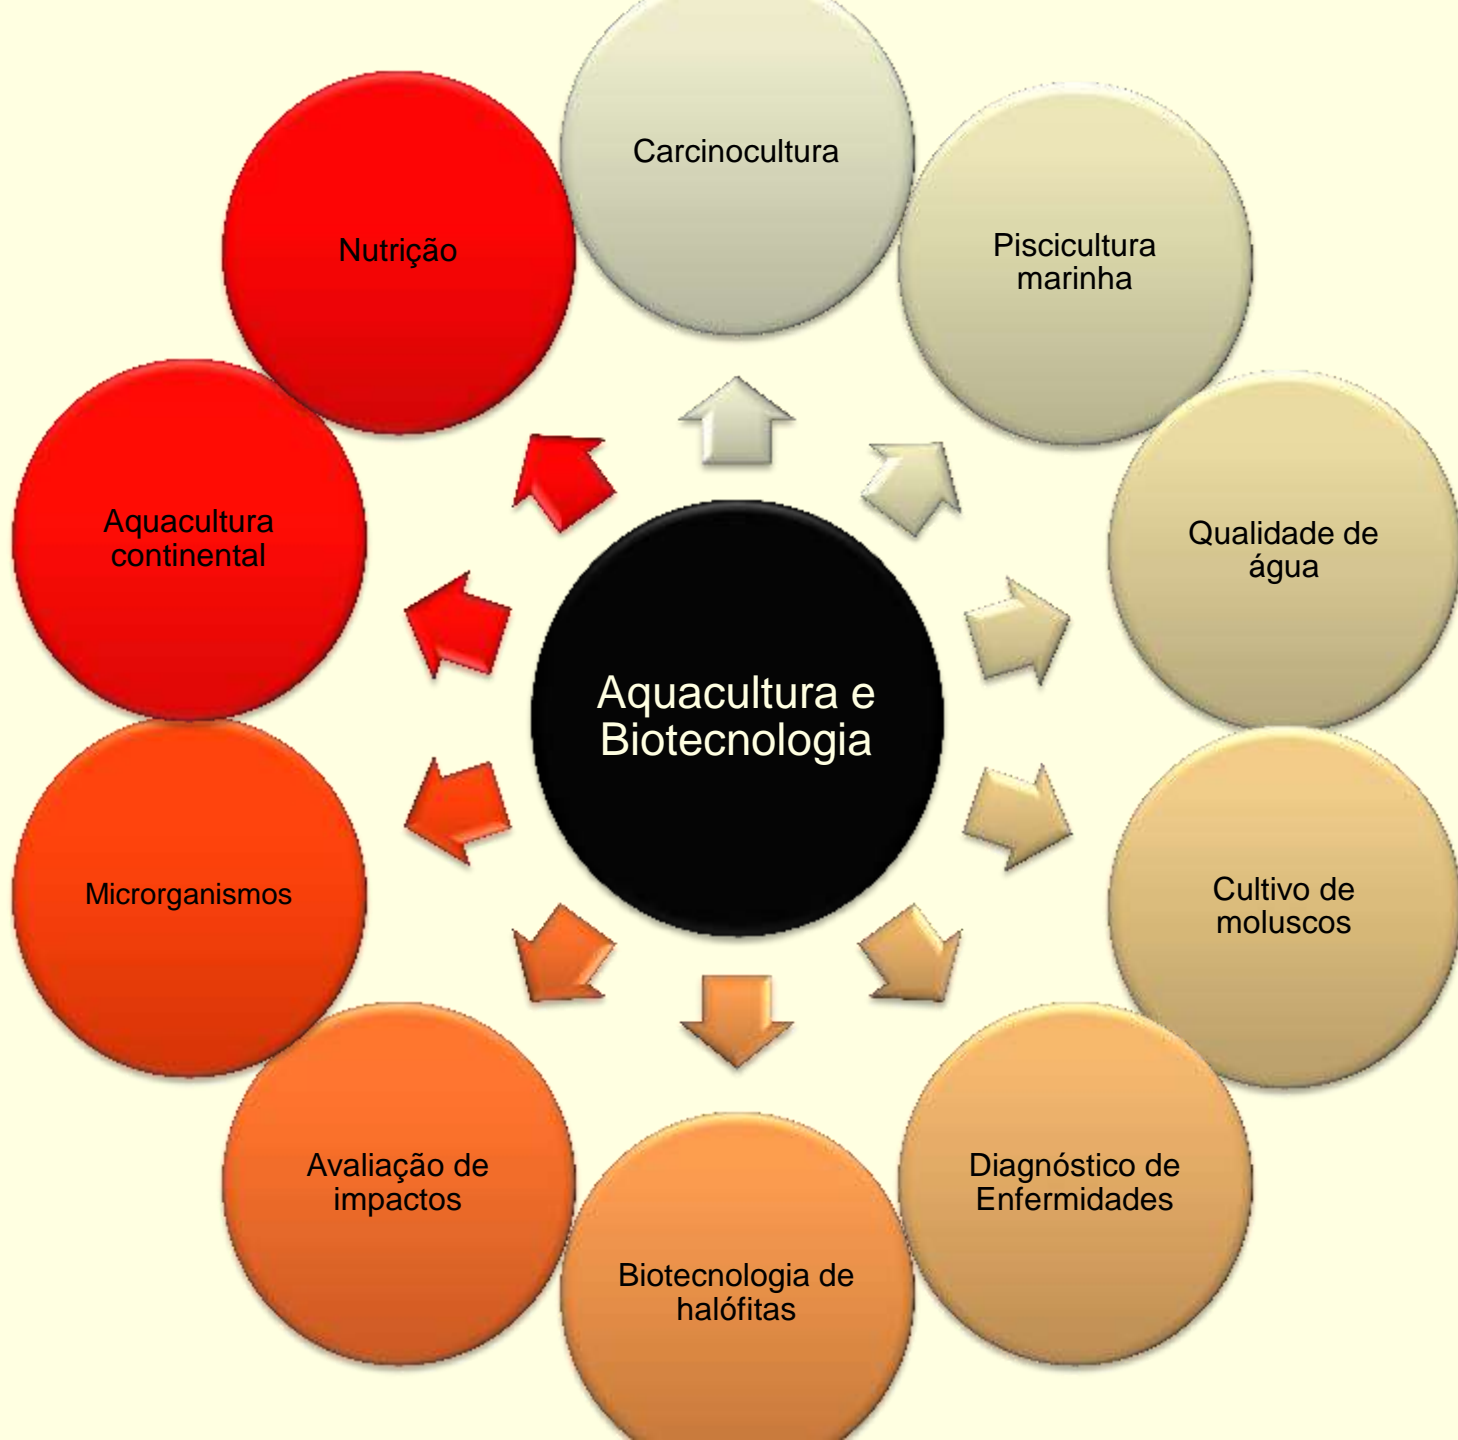 Carcinocultura
Piscicultura
marinha
Qualidade de
água
Cultivo de
moluscos
Diagnóstico de
Enfermidades
Biotecnologia de
halófitas
Avaliação de
impactos
Microrganismos
Aquacultura
continental
Nutrição
Aquacultura e
Biotecnologia